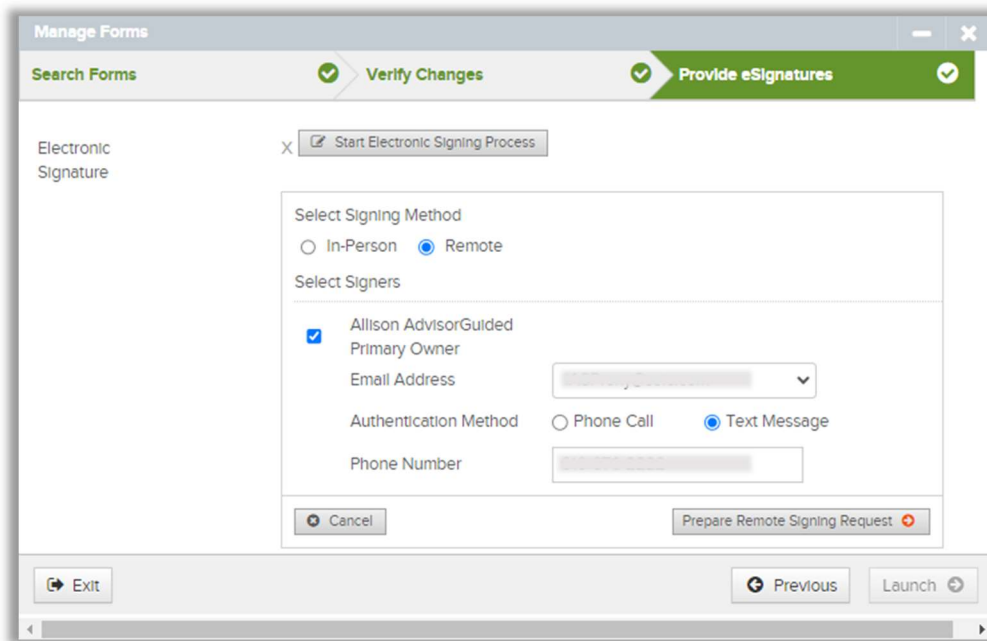 Manage Forms
Search Forms
Verify Changes
Provide eSignatures
Electronic
Signature
X Start Electronic Signing Process
Select Signing Method
In-Person Remote
Select Signers
Allison AdvisorGuided
Primary Owner
Email Address
Authentication Method Phone Call Text Message
Phone Number
Cancel Prepare Remote Signing Request
Exit Previous Launch